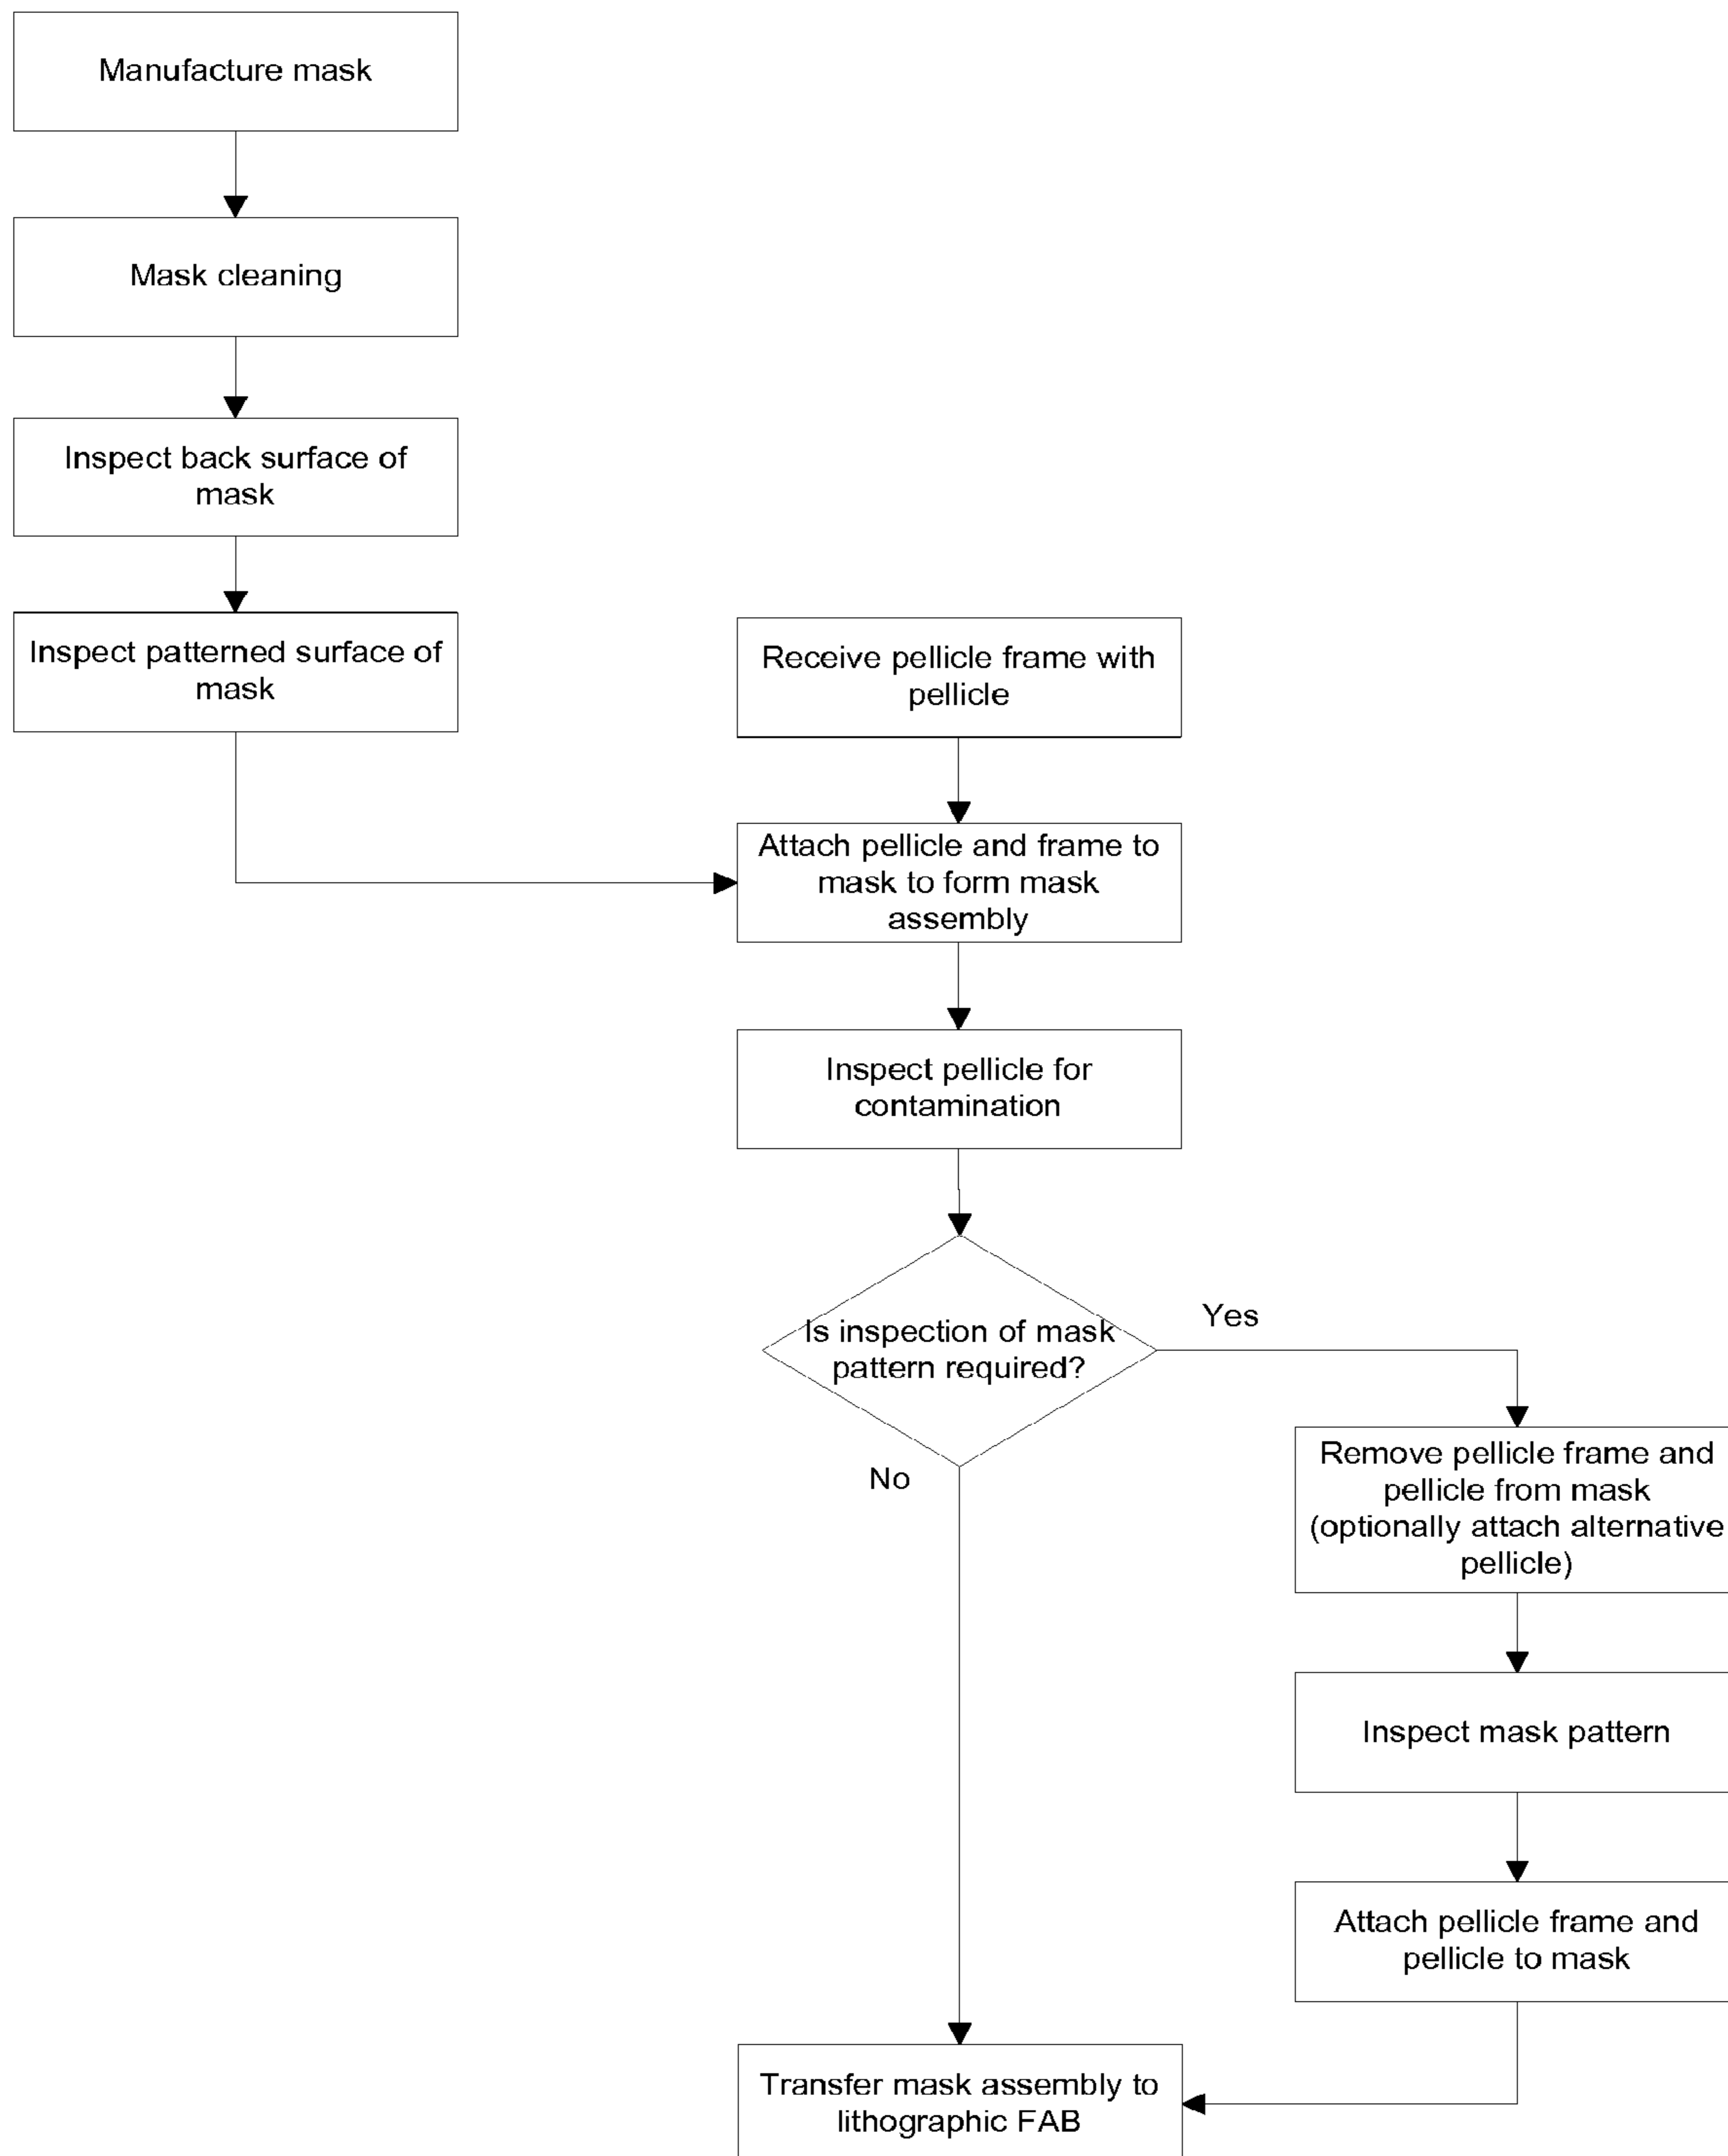 Manufacture mask
Mask cleaning
Inspect back surface of
mask
Inspect patterned surface of
mask
Receive pellicle frame with
pellicle
Attach pellicle and frame to
mask to form mask
assembly
Inspect pellicle for
contamination
Is inspection of mask
pattern required?
Yes
No
Remove pellicle frame and
pellicle from mask
(optionally attach alternative
pellicle)
Inspect mask pattern
Attach pellicle frame and
pellicle to mask
Transfer mask assembly to
lithographic FAB